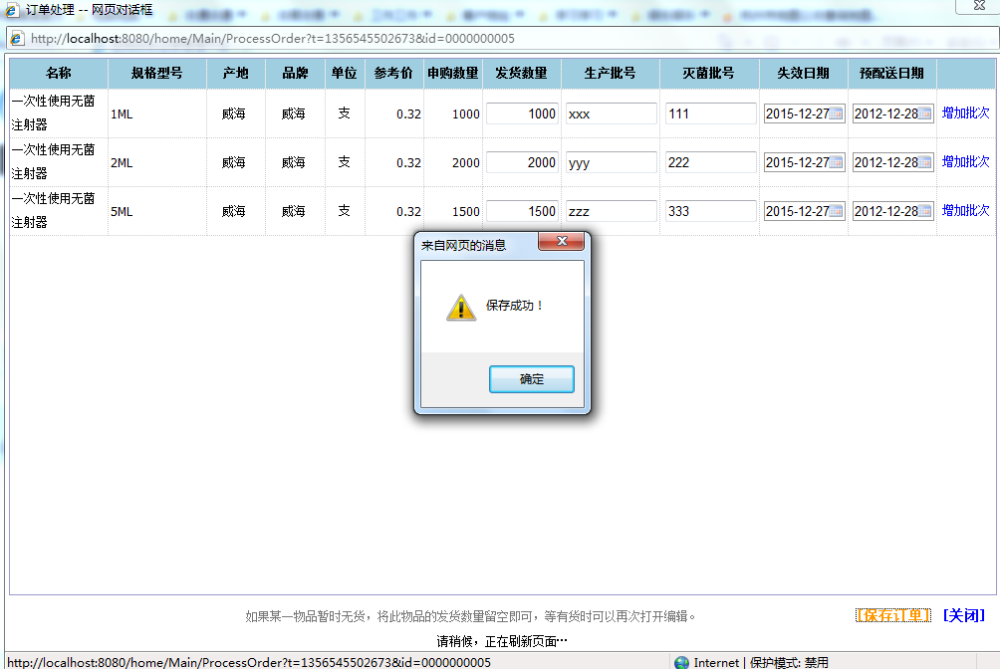 订单处理 -- 网页对话框
http://localhost:8080/home/Main/ProcessOrder?t=1356545502673&id=0000000005
名称 规格型号 产地 品牌 单位 参考价 申购数量 发货数量 生产批号 灭菌批号 失效日期 预配送日期
一次性使用无菌注射器 1ML 威海 威海 支 0.32 1000 1000 xxx 111 2015-12-27 2012-12-28 增加批次
一次性使用无菌注射器 2ML 威海 威海 支 0.32 2000 2000 yyy 222 2015-12-27 2012-12-28 增加批次
一次性使用无菌注射器 5ML 威海 威海 支 0.32 1500 1500 zzz 333 2015-12-27 2012-12-28 增加批次
来自网页的消息
保存成功！
确定
如果某一物品暂时无货，将此物品的发货数量留空即可，等有货时可以再次打开编辑。
[保存订单] [关闭]
请稍候，正在刷新页面…
http://localhost:8080/home/Main/ProcessOrder?t=1356545502673&id=0000000005 Internet | 保护模式: 禁用